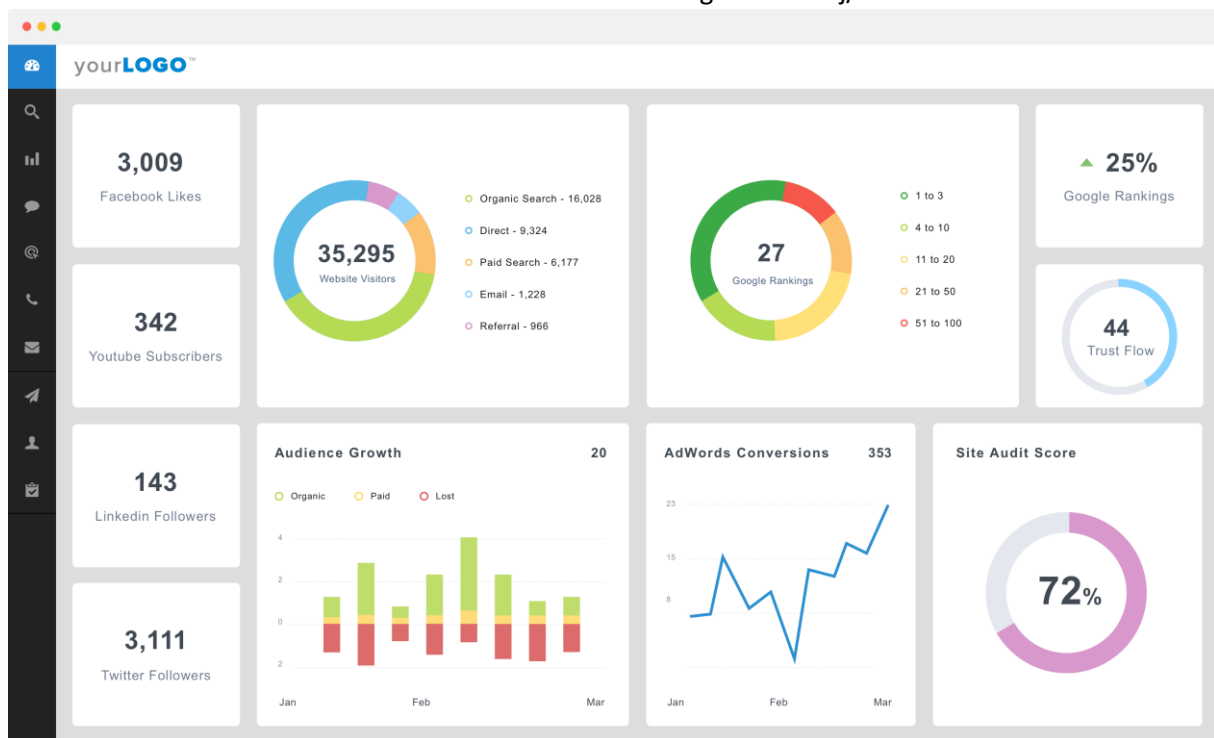 yourLOGO™
3,009
Facebook Likes
342
Youtube Subscribers
143
Linkedin Followers
3,111
Twitter Followers
35,295
Website Visitors
Organic Search - 16,028
Direct - 9,324
Paid Search - 6,177
Email - 1,228
Referral - 966
27
Google Rankings
1 to 3
4 to 10
11 to 20
21 to 50
51 to 100
25%
Google Rankings
44
Trust Flow
Audience Growth 20
Organic Paid Lost
4
2
0
2
Jan Feb Mar
AdWords Conversions 353
23
15
8
Jan Feb Mar
Site Audit Score
72%